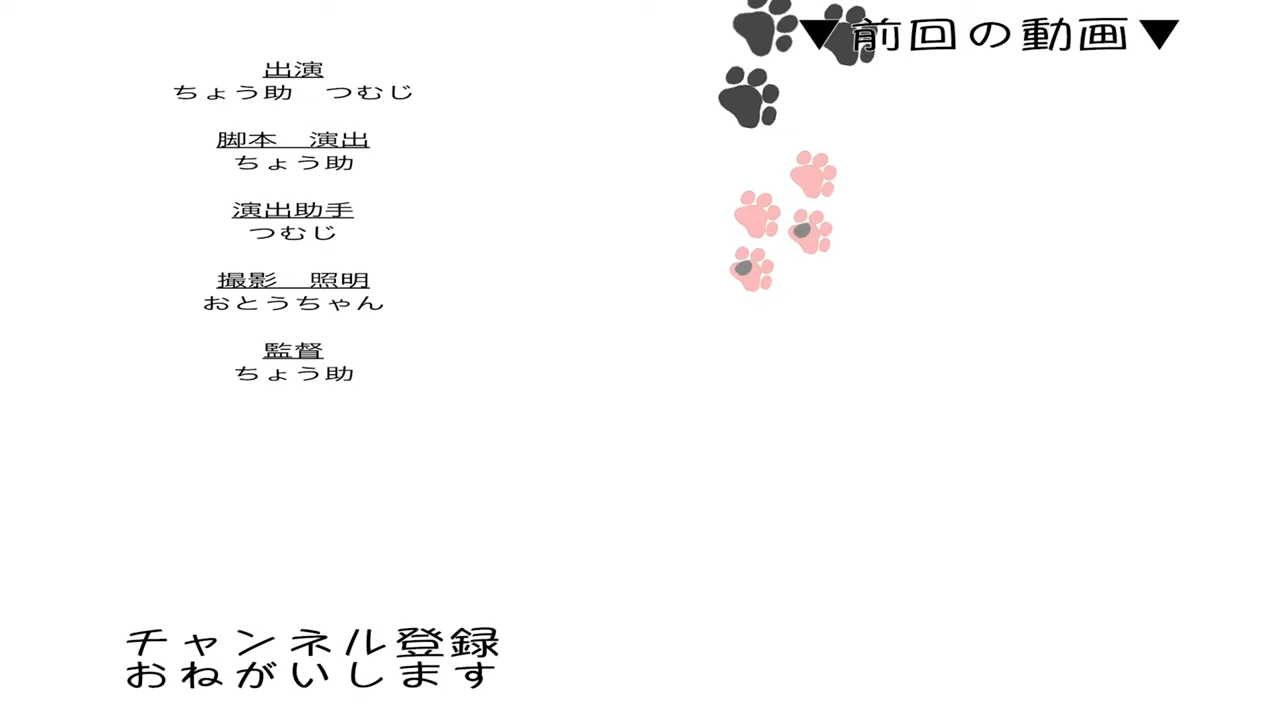 出演
ちょう助　つむじ
脚本　演出
ちょう助
演出助手
つむじ
撮影　照明
おとうちゃん
監督
ちょう助
チャンネル登録
おねがいします
▼前回の動画▼